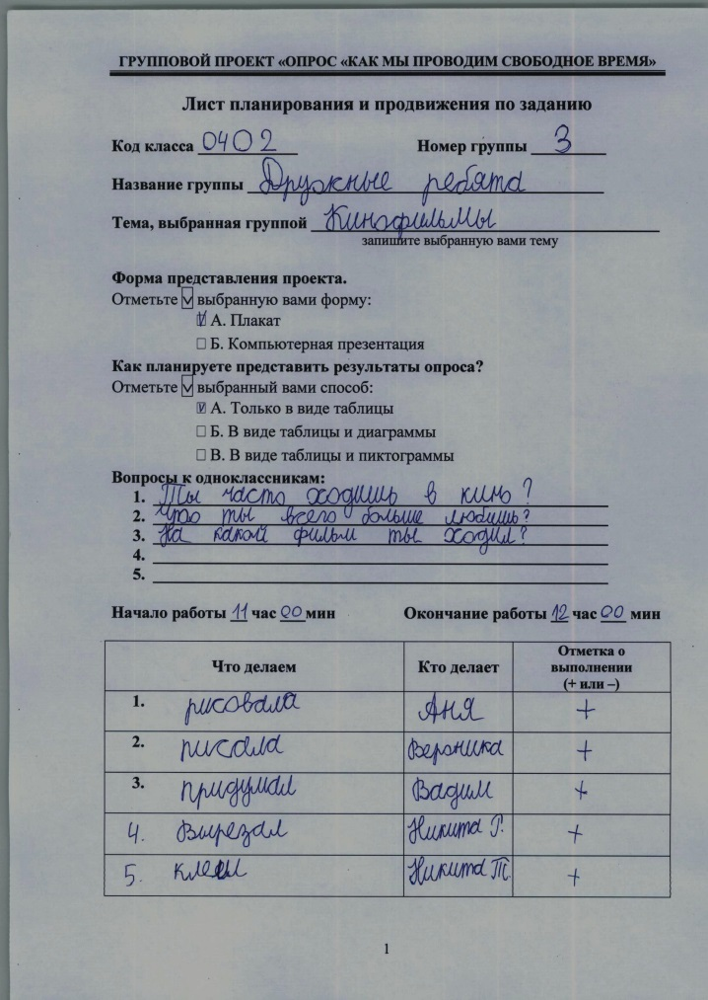 ГРУППОВОЙ ПРОЕКТ «ОПРОС «КАК МЫ ПРОВОДИМ СВОБОДНОЕ ВРЕМЯ»
Лист планирования и продвижения по заданию
Код класса 0402 Номер группы 3
Название группы Дружные ребята
Тема, выбранная группой Кинофильмы
запишите выбранную вами тему
Форма представления проекта.
Отметьте ☑ выбранную вами форму:
☑ А. Плакат
☐ Б. Компьютерная презентация
Как планируете представить результаты опроса?
Отметьте ☑ выбранный вами способ:
☑ А. Только в виде таблицы
☐ Б. В виде таблицы и диаграммы
☐ В. В виде таблицы и пиктограммы
Вопросы к одноклассникам:
1. Ты часто ходишь в кино?
2. Что ты всего больше любишь?
3. На какой фильм ты ходил?
4.
5.
Начало работы 11 час 00 мин Окончание работы 12 час 00 мин
Что делаем Кто делает Отметка о
выполнении
(+ или –)
1. рисовала Аня +
2. писала Вероника +
3. придумал Вадим +
4. Вырезал Никита Г. +
5. клеил Никита Т. +
1